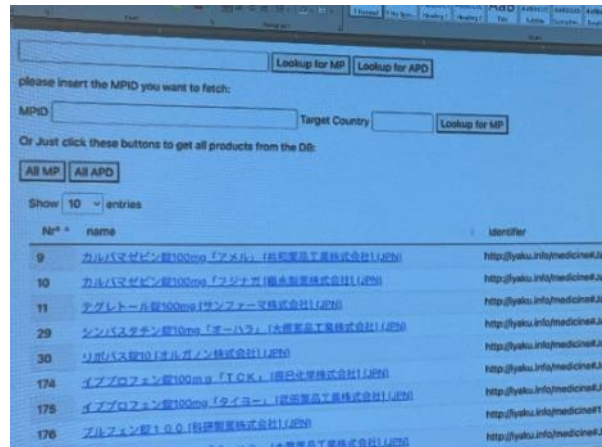 Lookup for MP Lookup for APD
please insert the MPID you want to fetch:
MPID Target Country Lookup for MP
Or Just click these buttons to get all products from the DB:
All MP All APD
Show 10 entries
Nrº name identifier
9 カルバマゼピン錠100mg「アメル」 [共和薬品工業株式会社] (JPN) http://iyaku.info/medicine#J
10 カルバマゼピン錠100mg「フジナガ [藤永製薬株式会社] (JPN) http://iyaku.info/medicine#J
11 テグレトール錠100mg [サンファーマ株式会社] (JPN) http://iyaku.info/medicine#J
29 シンバスタチン錠10mg「オーハラ」 [大原薬品工業株式会社] (JPN) http://iyaku.info/medicine#J
30 リポバス錠10 [オルガノン株式会社] (JPN) http://iyaku.info/medicine#J
174 イブプロフェン錠100mg「TCK」 [辰巳化学株式会社] (JPN) http://iyaku.info/medicine#J
175 イブプロフェン錠100mg「タイヨー」 [武田薬品工業株式会社] (JPN) http://iyaku.info/medicine#1
176 ブルフェン錠100 [科研製薬株式会社] (JPN) http://iyaku.info/medicine#J